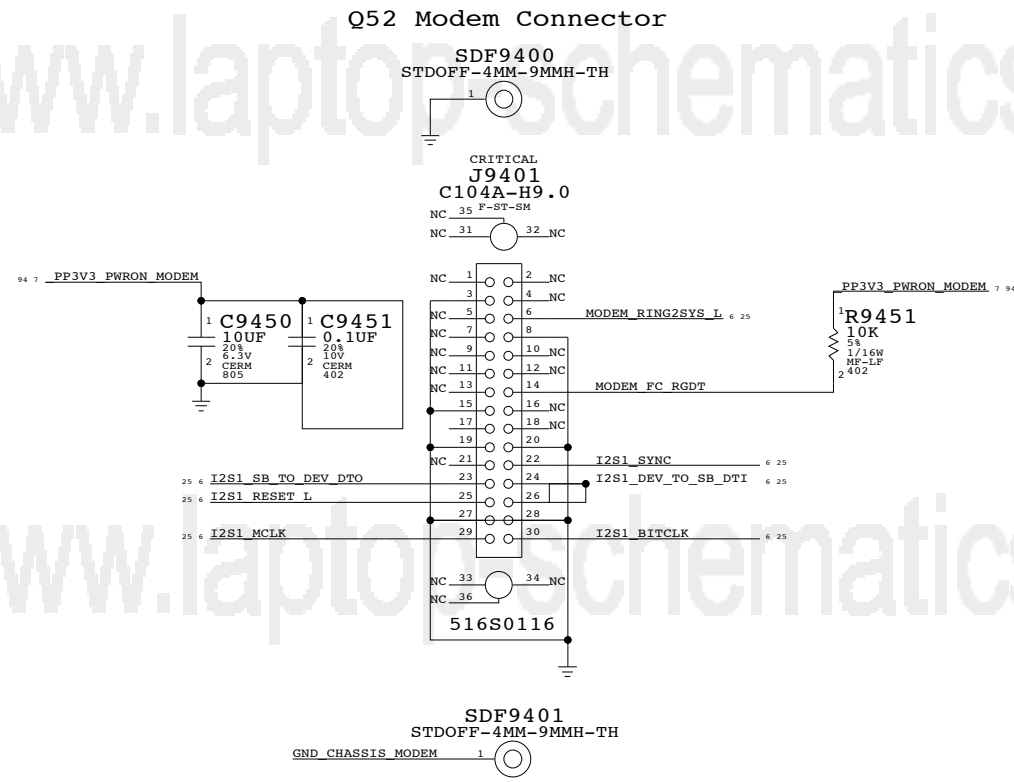 Q52 Modem Connector
SDF9400
STDOFF-4MM-9MMH-TH
1
CRITICAL
J9401
C104A-H9.0
F-ST-SM
NC 35
NC 31 32 NC
94 7 PP3V3_PWRON_MODEM
NC 1 2 NC
3 4 NC
PP3V3_PWRON_MODEM 7 94
NC 5 6 MODEM_RING2SYS_L 6 25
1 C9450 10UF 20% 6.3V CERM 805 2
1 C9451 0.1UF 20% 10V CERM 402 2
1 R9451 10K 5% 1/16W MF-LF 402 2
NC 7 8
NC 9 10 NC
NC 11 12 NC
NC 13 14 MODEM_FC_RGDT
15 16 NC
17 18 NC
19 20
NC 21 22 I2S1_SYNC 6 25
25 6 I2S1_SB_TO_DEV_DTO 23 24 I2S1_DEV_TO_SB_DTI 6 25
25 6 I2S1_RESET_L 25 26
27 28
25 6 I2S1_MCLK 29 30 I2S1_BITCLK 6 25
NC 33 34 NC
NC 36
516S0116
SDF9401
STDOFF-4MM-9MMH-TH
GND_CHASSIS_MODEM 1
www.laptop-schematics
www.laptop-schematics